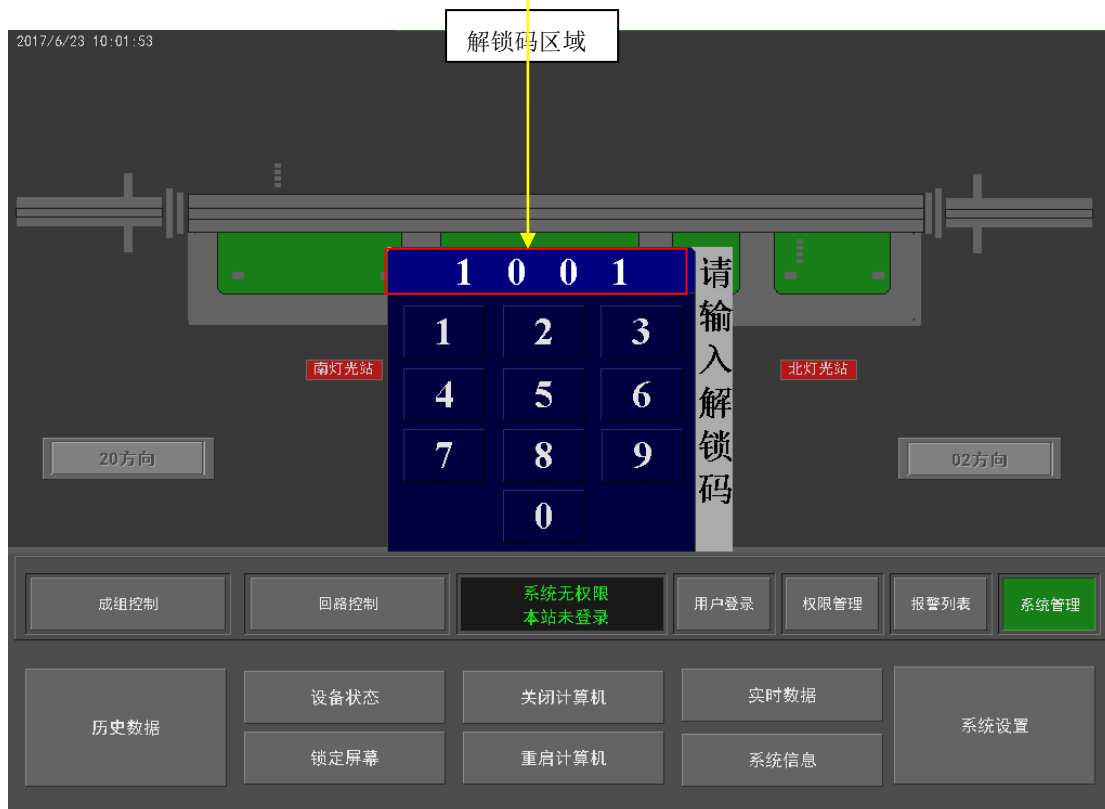 解锁码区域
2017/6/23 10:01:53
1 0 0 1
请输入解锁码
1 2 3
4 5 6
7 8 9
0
南灯光站
北灯光站
20方向
02方向
成组控制
回路控制
系统无权限
本站未登录
用户登录
权限管理
报警列表
系统管理
历史数据
设备状态
关闭计算机
实时数据
系统设置
锁定屏幕
重启计算机
系统信息